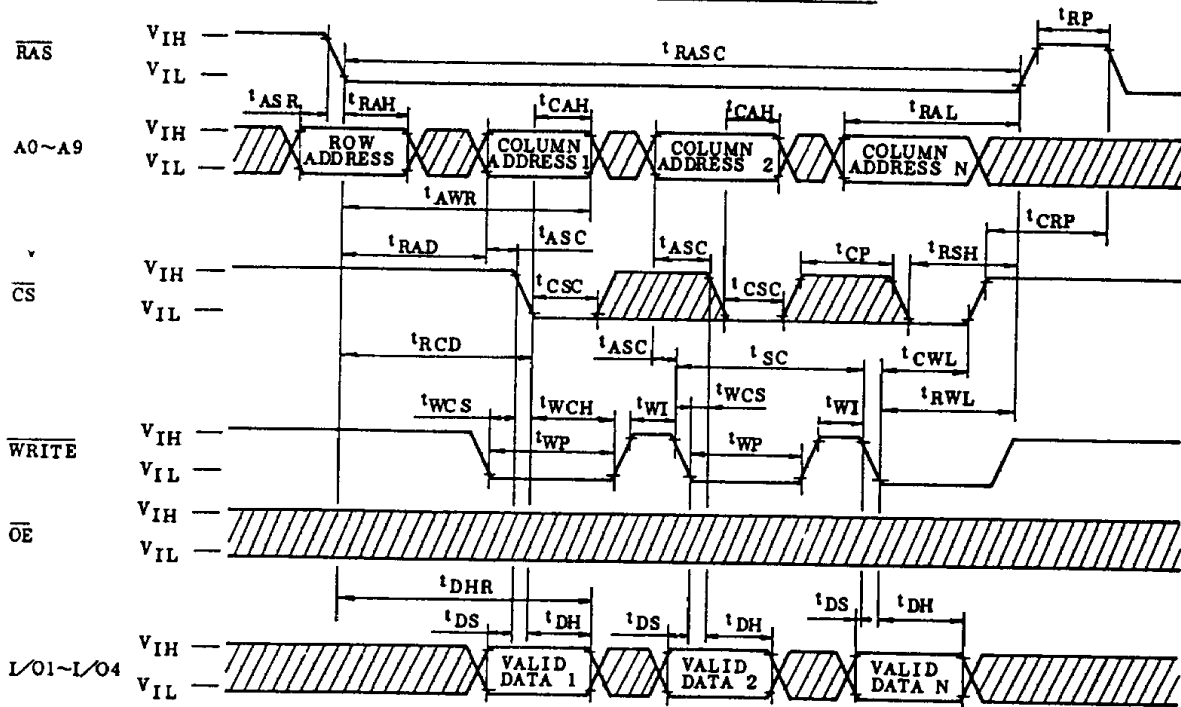 tRP
RAS
VIH
VIL
tRASC
tASR
tRAH
tCAH
tCAH
tRAL
A0~A9
VIH
VIL
ROW ADDRESS
COLUMN ADDRESS 1
COLUMN ADDRESS 2
COLUMN ADDRESS N
tAWR
tCRP
tRAD
tASC
tASC
tCP
tRSH
CS
VIH
VIL
tCSC
tCSC
tRCD
tASC
tSC
tCWL
tWCS
tWCH
tWI
tWCS
tWI
tRWL
WRITE
VIH
VIL
tWP
tWP
OE
VIH
VIL
tDHR
tDS
tDH
tDS
tDH
tDS
tDH
I/O1~I/O4
VIH
VIL
VALID DATA 1
VALID DATA 2
VALID DATA N